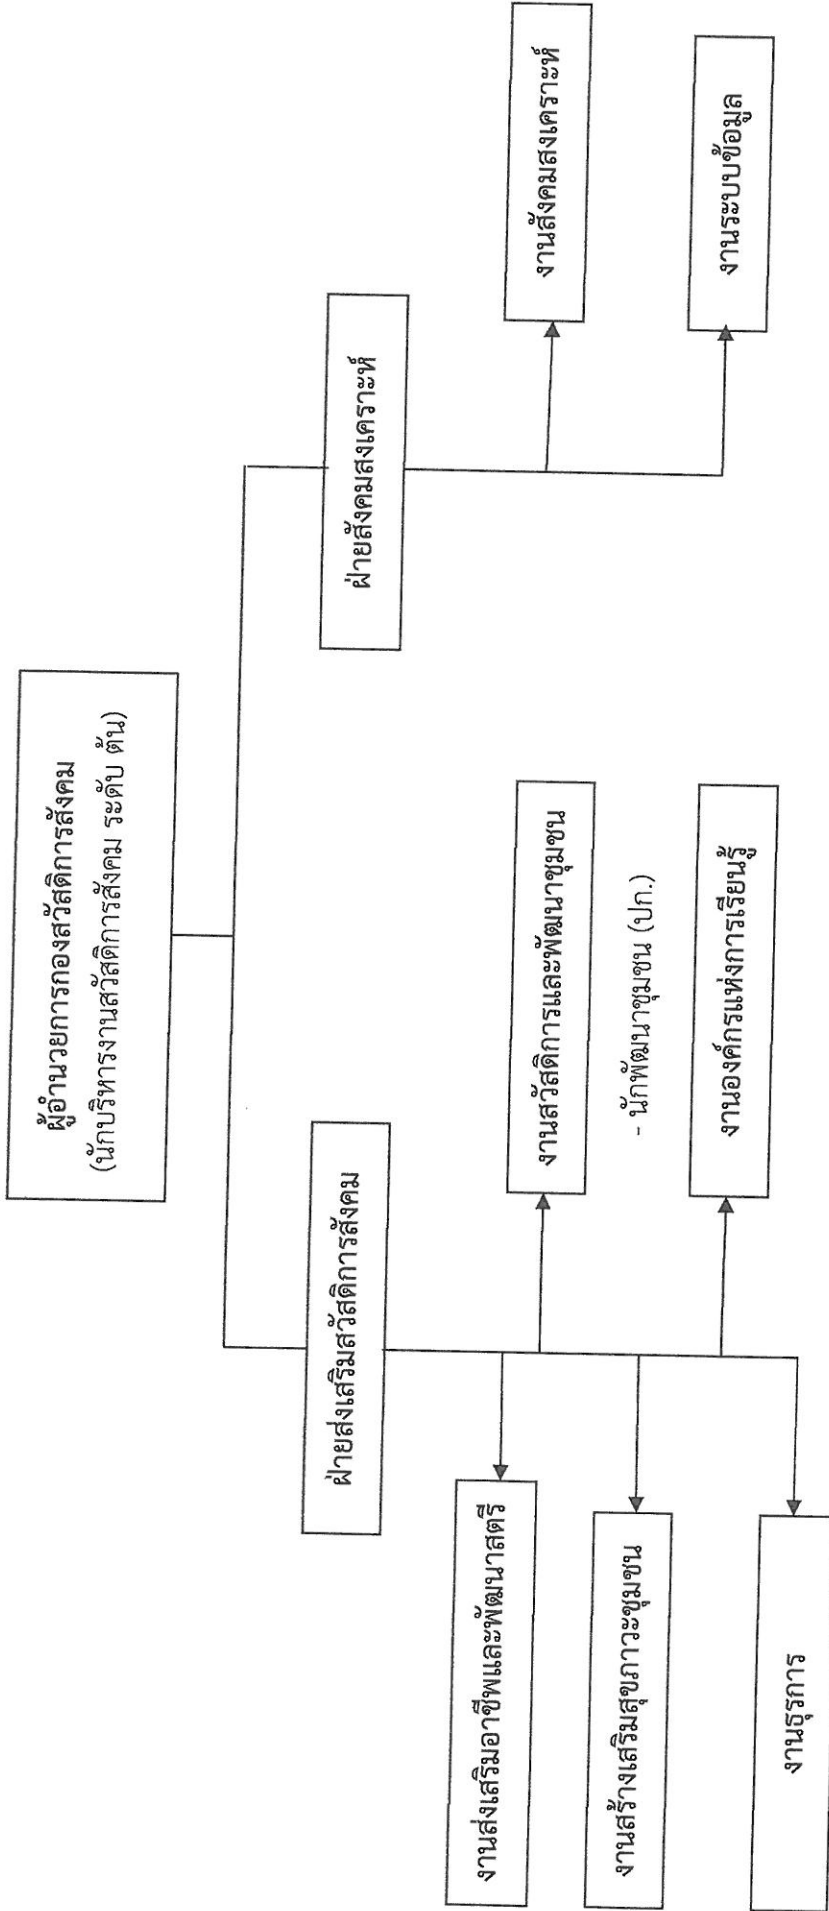 ผู้อำนวยการกองสวัสดิการสังคม
(นักบริหารงานสวัสดิการสังคม ระดับ ต้น)
ฝ่ายส่งเสริมสวัสดิการสังคม
ฝ่ายสังคมสงเคราะห์
งานส่งเสริมอาชีพและพัฒนาสตรี
งานสวัสดิการและพัฒนาชุมชน
งานสังคมสงเคราะห์
- นักพัฒนาชุมชน (ปก.)
งานสร้างเสริมสุขภาวะชุมชน
งานองค์กรแห่งการเรียนรู้
งานระบบข้อมูล
งานธุรการ